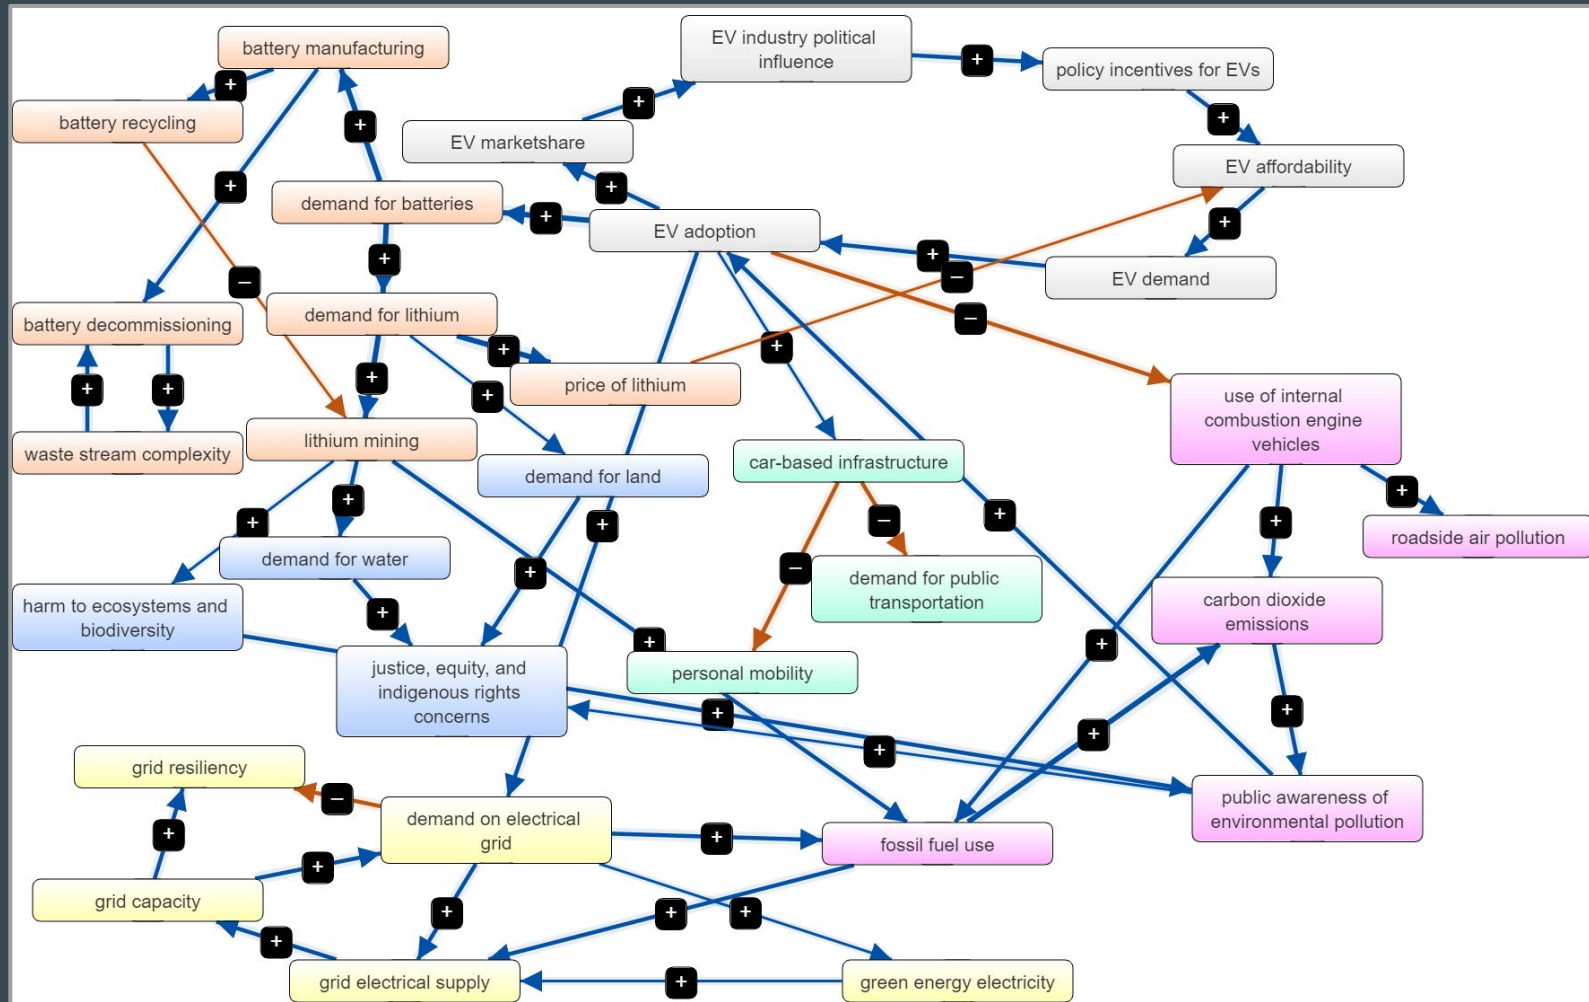 battery manufacturing
EV industry political
influence
+
policy incentives for EVs
+
+
battery recycling
+
+
+
EV marketshare
EV affordability
+
+
demand for batteries
+
EV adoption
+
+
+
−
EV demand
−
demand for lithium
−
battery decommissioning
+
+
price of lithium
+
+
+
+
use of internal
combustion engine
vehicles
lithium mining
waste stream complexity
car-based infrastructure
demand for land
+
+
+
+
−
+
+
roadside air pollution
demand for water
+
−
demand for public
transportation
harm to ecosystems and
biodiversity
+
carbon dioxide
emissions
+
+
justice, equity, and
indigenous rights
concerns
personal mobility
+
+
+
+
grid resiliency
−
public awareness of
environmental pollution
demand on electrical
grid
+
+
fossil fuel use
+
grid capacity
+
+
+
+
grid electrical supply
+
green energy electricity